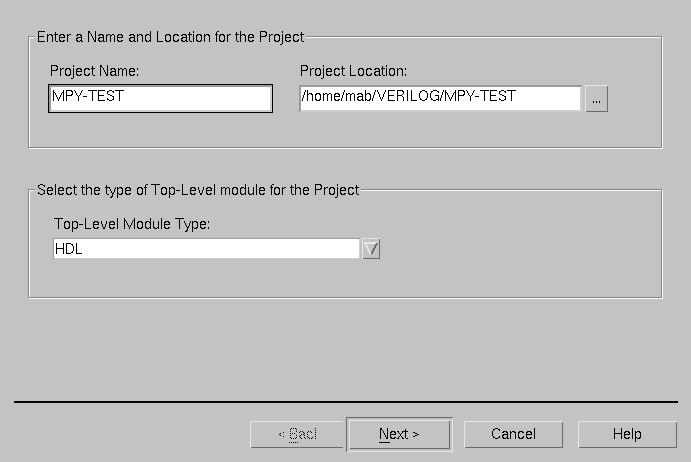 Enter a Name and Location for the Project
Project Name: Project Location:
MPY-TEST /home/mab/VERILOG/MPY-TEST ...
Select the type of Top-Level module for the Project
Top-Level Module Type:
HDL
< Bacl Next > Cancel Help